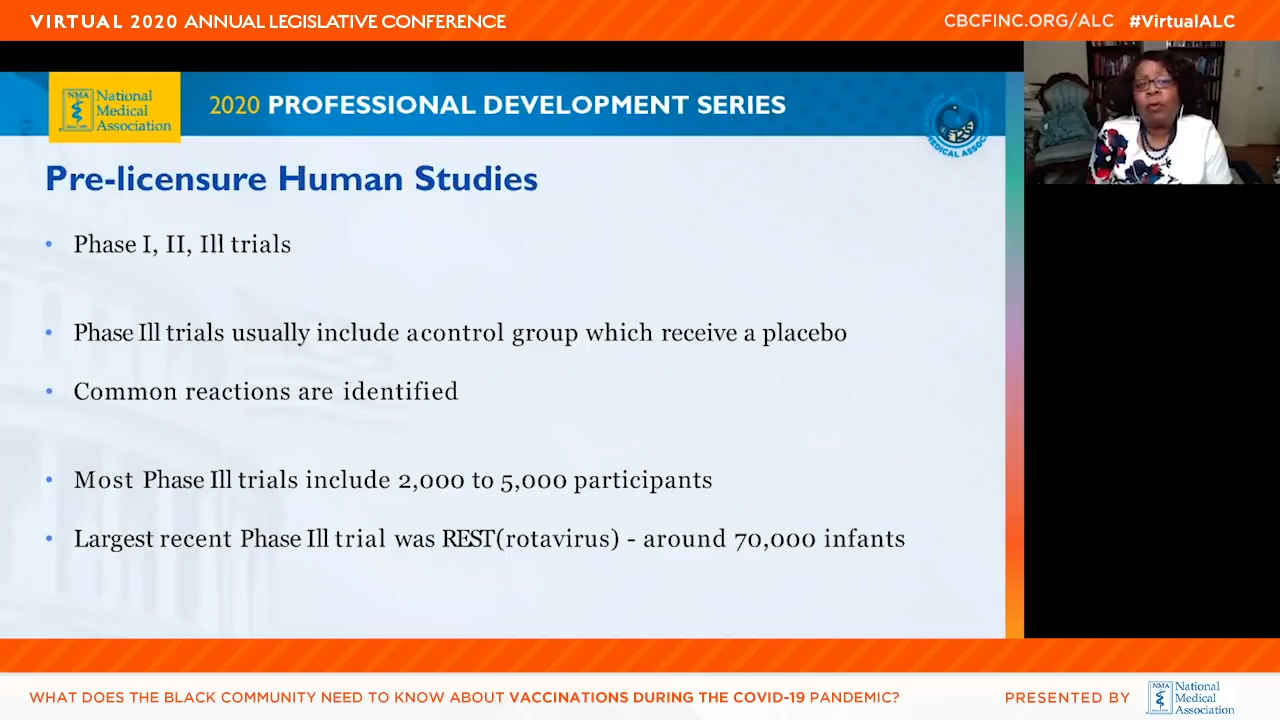 VIRTUAL 2020 ANNUAL LEGISLATIVE CONFERENCE
CBCFINC.ORG/ALC #VirtualALC
NMA
National
Medical
Association
2020 PROFESSIONAL DEVELOPMENT SERIES
Pre-licensure Human Studies
• Phase I, II, Ill trials
• Phase Ill trials usually include acontrol group which receive a placebo
• Common reactions are identified
• Most Phase Ill trials include 2,000 to 5,000 participants
• Largest recent Phase Ill trial was REST(rotavirus) - around 70,000 infants
WHAT DOES THE BLACK COMMUNITY NEED TO KNOW ABOUT VACCINATIONS DURING THE COVID-19 PANDEMIC?
PRESENTED BY
NMA
National
Medical
Association